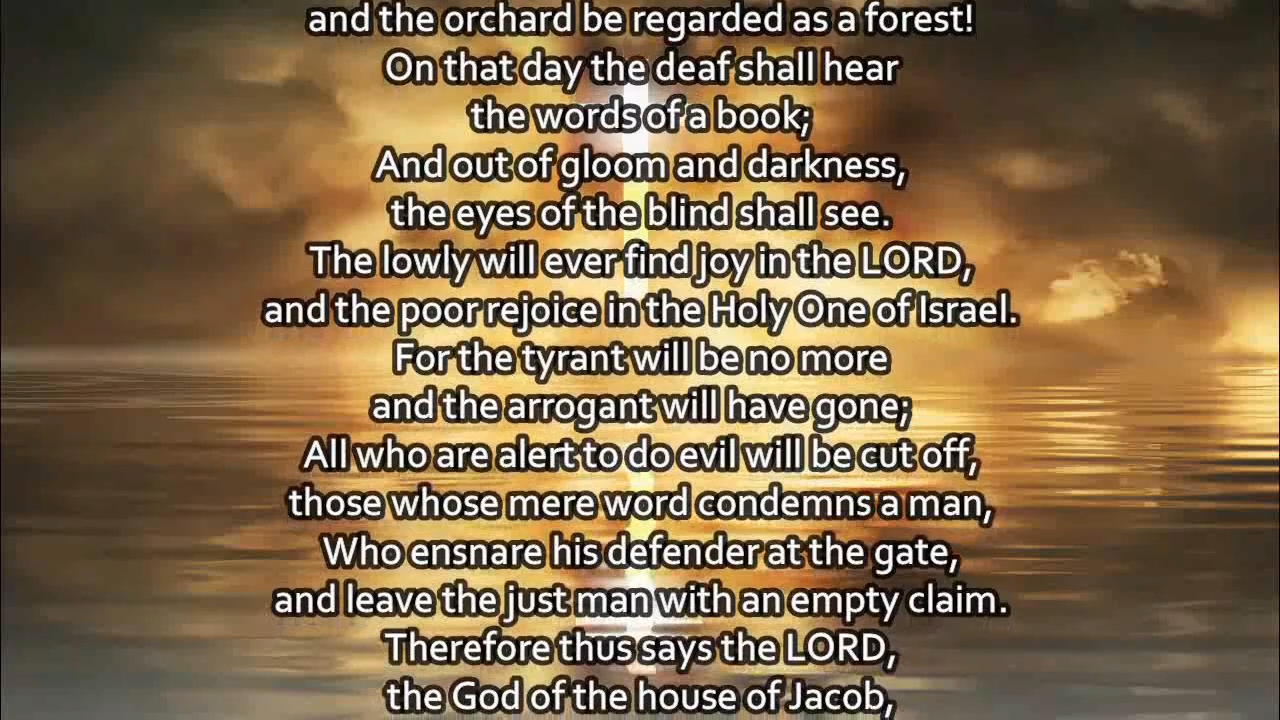 and the orchard be regarded as a forest!
On that day the deaf shall hear
the words of a book;
And out of gloom and darkness,
the eyes of the blind shall see.
The lowly will ever find joy in the LORD,
and the poor rejoice in the Holy One of Israel.
For the tyrant will be no more
and the arrogant will have gone;
All who are alert to do evil will be cut off,
those whose mere word condemns a man,
Who ensnare his defender at the gate,
and leave the just man with an empty claim.
Therefore thus says the LORD,
the God of the house of Jacob,